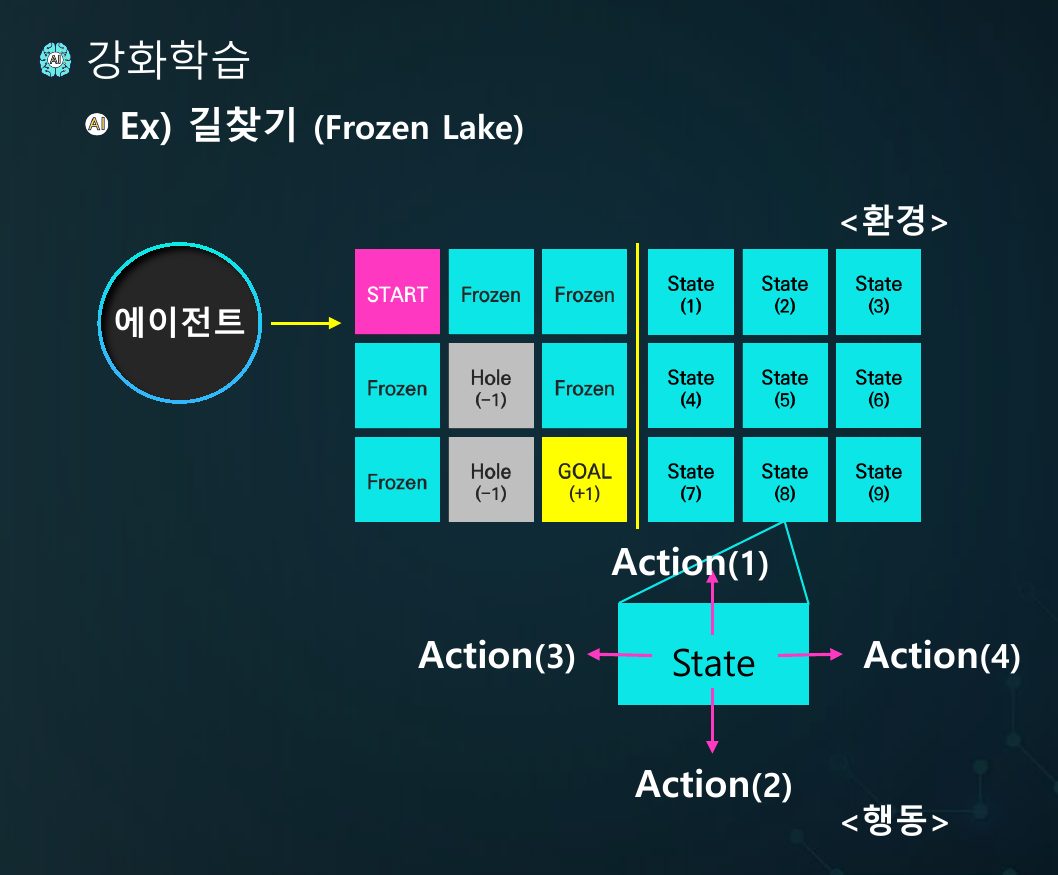 AI 강화학습
AI Ex) 길찾기 (Frozen Lake)
<환경>
에이전트
START Frozen Frozen
Frozen Hole (-1) Frozen
Frozen Hole (-1) GOAL (+1)
State (1) State (2) State (3)
State (4) State (5) State (6)
State (7) State (8) State (9)
Action(1)
Action(3) State Action(4)
Action(2)
<행동>